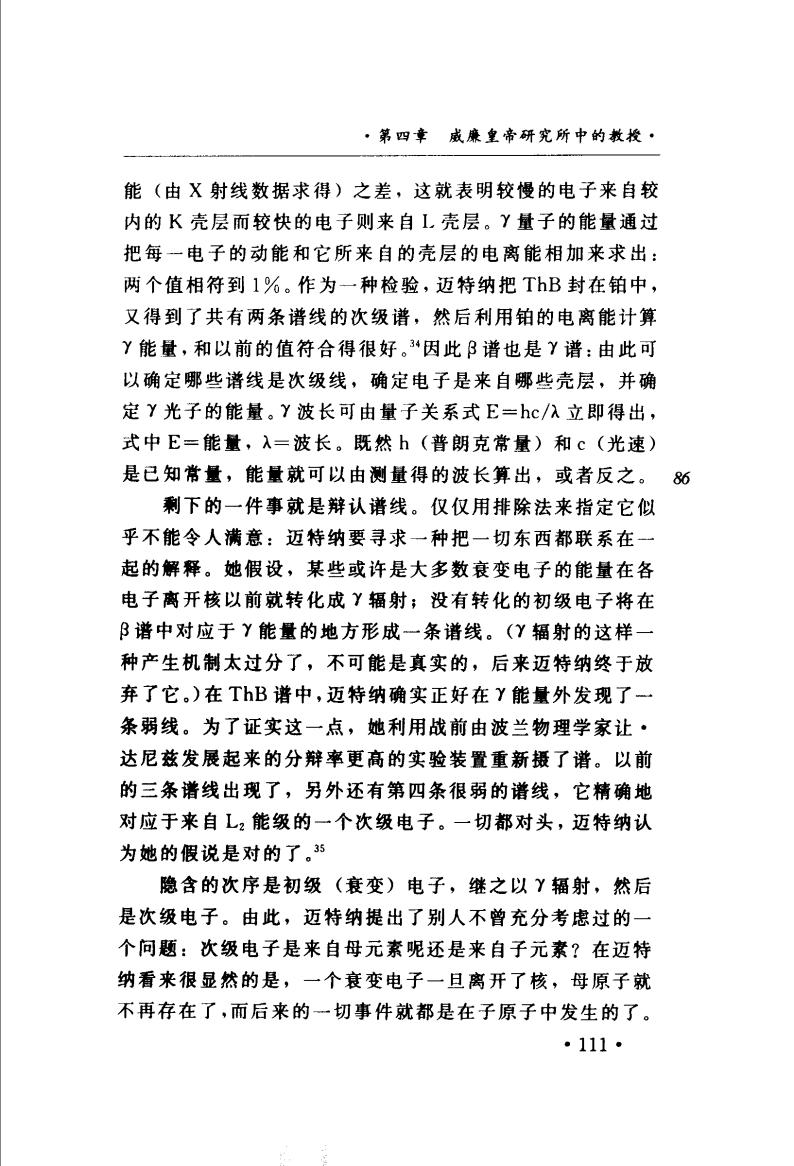 ·第四章 威廉皇帝研究所中的教授·
能（由 X 射线数据求得）之差，这就表明较慢的电子来自较
内的 K 壳层而较快的电子则来自 L 壳层。γ 量子的能量通过
把每一电子的动能和它所来自的壳层的电离能相加来求出：
两个值相符到 1％。作为一种检验，迈特纳把 ThB 封在铂中，
又得到了共有两条谱线的次级谱，然后利用铂的电离能计算
γ 能量，和以前的值符合得很好。³⁴因此 β 谱也是 γ 谱：由此可
以确定哪些谱线是次级线，确定电子是来自哪些壳层，并确
定 γ 光子的能量。γ 波长可由量子关系式 E＝hc/λ 立即得出，
式中 E＝能量，λ＝波长。既然 h（普朗克常量）和 c（光速）
是已知常量，能量就可以由测量得的波长算出，或者反之。 86
剩下的一件事就是辩认谱线。仅仅用排除法来指定它似
乎不能令人满意：迈特纳要寻求一种把一切东西都联系在一
起的解释。她假设，某些或许是大多数衰变电子的能量在各
电子离开核以前就转化成 γ 辐射；没有转化的初级电子将在
β 谱中对应于 γ 能量的地方形成一条谱线。（γ 辐射的这样一
种产生机制太过分了，不可能是真实的，后来迈特纳终于放
弃了它。）在 ThB 谱中，迈特纳确实正好在 γ 能量外发现了一
条弱线。为了证实这一点，她利用战前由波兰物理学家让·
达尼兹发展起来的分辩率更高的实验装置重新摄了谱。以前
的三条谱线出现了，另外还有第四条很弱的谱线，它精确地
对应于来自 L₂ 能级的一个次级电子。一切都对头，迈特纳认
为她的假说是对的了。³⁵
隐含的次序是初级（衰变）电子，继之以 γ 辐射，然后
是次级电子。由此，迈特纳提出了别人不曾充分考虑过的一
个问题：次级电子是来自母元素呢还是来自子元素？在迈特
纳看来很显然的是，一个衰变电子一旦离开了核，母原子就
不再存在了，而后来的一切事件就都是在子原子中发生的了。
·111·